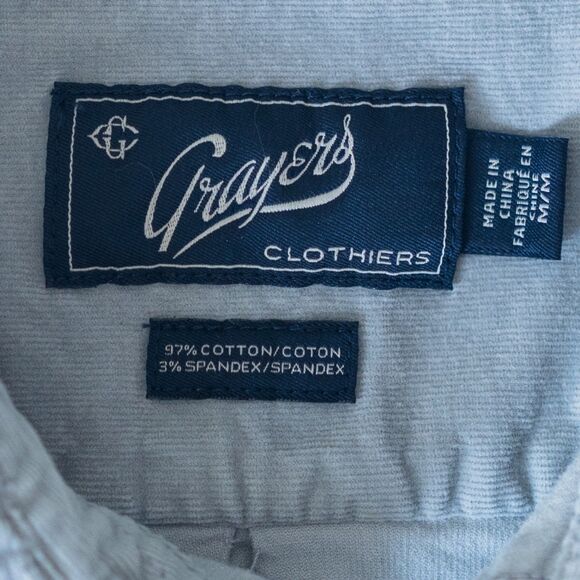 Grayers
CLOTHIERS
MADE IN
CHINA
FABRIQUÉ EN
CHINE
M/M
97% COTTON/COTON
3% SPANDEX/SPANDEX